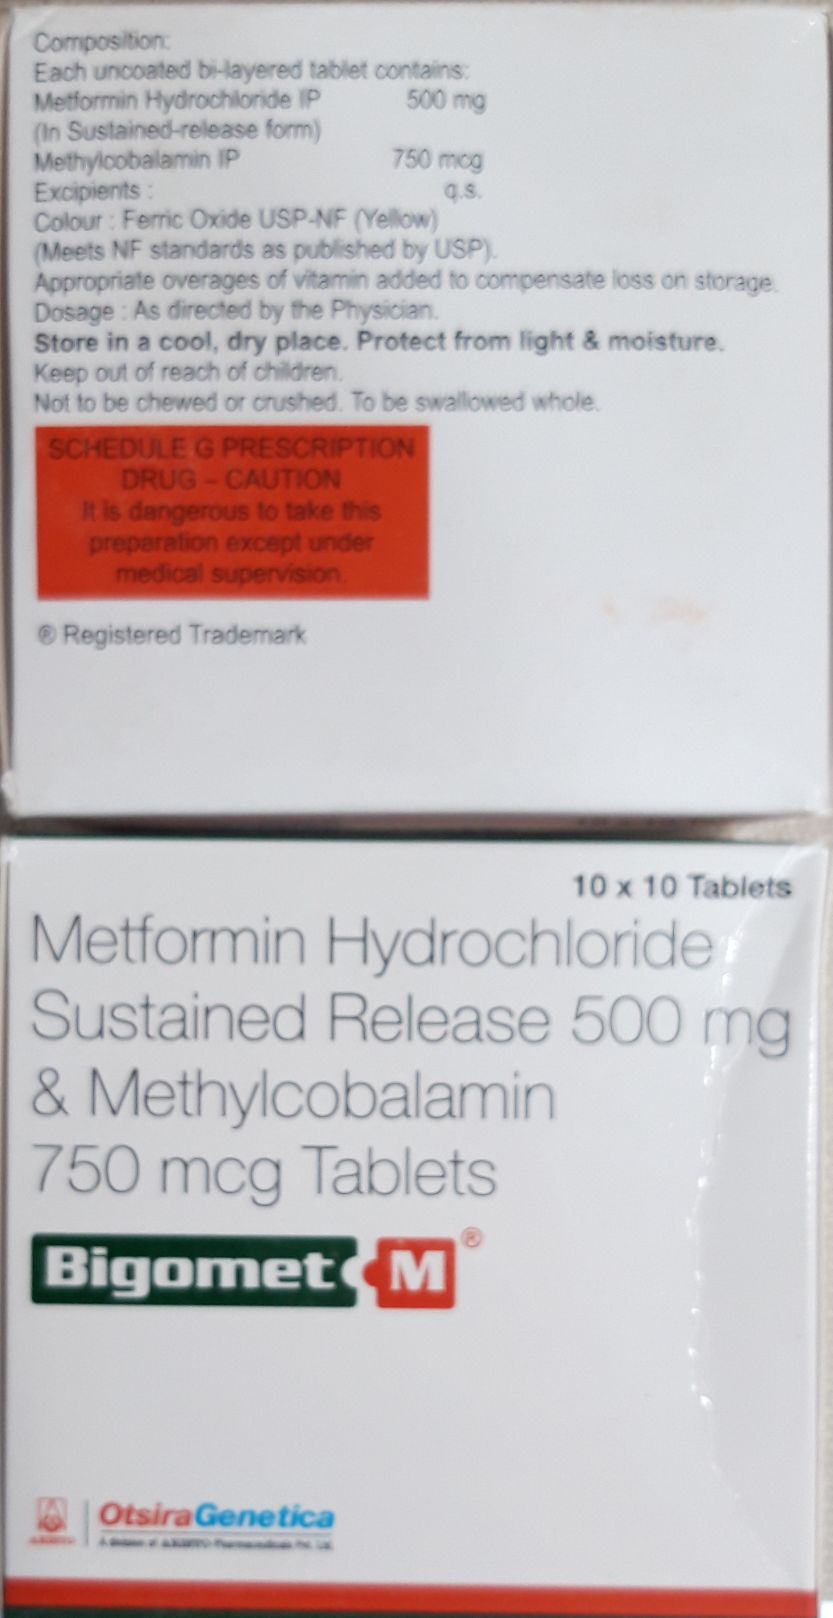 Composition:
Each uncoated bi-layered tablet contains:
Metformin Hydrochloride IP 500 mg
(In Sustained-release form)
Methylcobalamin IP 750 mcg
Excipients : q.s.
Colour : Ferric Oxide USP-NF (Yellow)
(Meets NF standards as published by USP).
Appropriate overages of vitamin added to compensate loss on storage.
Dosage : As directed by the Physician.
Store in a cool, dry place. Protect from light & moisture.
Keep out of reach of children.
Not to be chewed or crushed. To be swallowed whole.
SCHEDULE G PRESCRIPTION
DRUG – CAUTION
It is dangerous to take this
preparation except under
medical supervision.
® Registered Trademark
10 x 10 Tablets
Metformin Hydrochloride
Sustained Release 500 mg
& Methylcobalamin
750 mcg Tablets
Bigomet M ®
OtsiraGenetica
A division of Pharmaceuticals Pvt. Ltd.